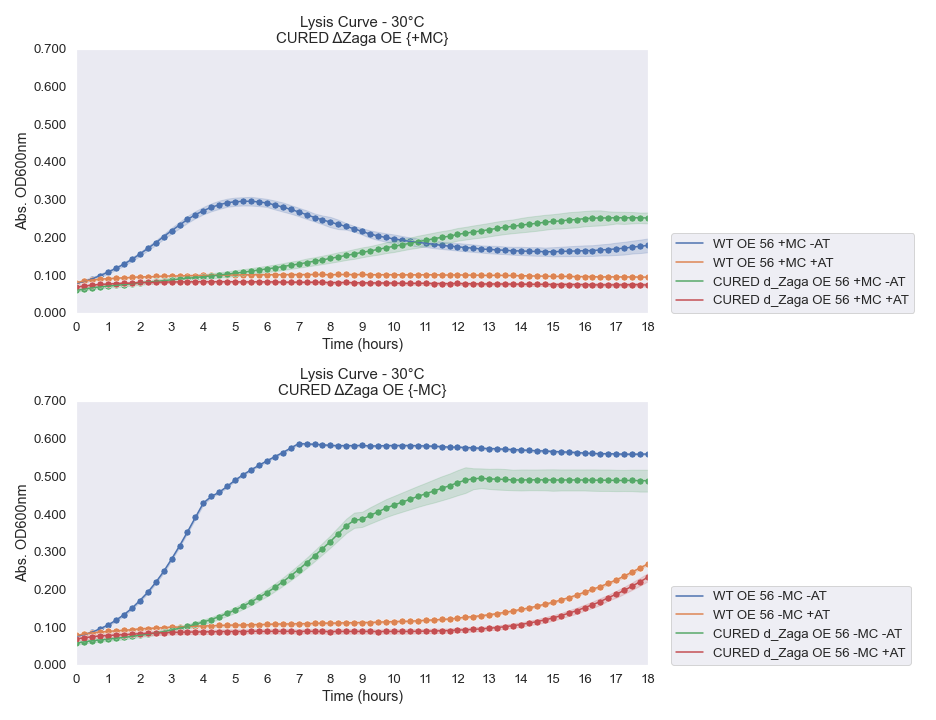 Lysis Curve - 30°C
CURED ΔZaga OE {+MC}
0.700
0.600
0.500
0.400
0.300
0.200
0.100
0.000
Abs. OD600nm
0 1 2 3 4 5 6 7 8 9 10 11 12 13 14 15 16 17 18
Time (hours)
WT OE 56 +MC -AT
WT OE 56 +MC +AT
CURED d_Zaga OE 56 +MC -AT
CURED d_Zaga OE 56 +MC +AT
Lysis Curve - 30°C
CURED ΔZaga OE {-MC}
0.700
0.600
0.500
0.400
0.300
0.200
0.100
0.000
Abs. OD600nm
0 1 2 3 4 5 6 7 8 9 10 11 12 13 14 15 16 17 18
Time (hours)
WT OE 56 -MC -AT
WT OE 56 -MC +AT
CURED d_Zaga OE 56 -MC -AT
CURED d_Zaga OE 56 -MC +AT